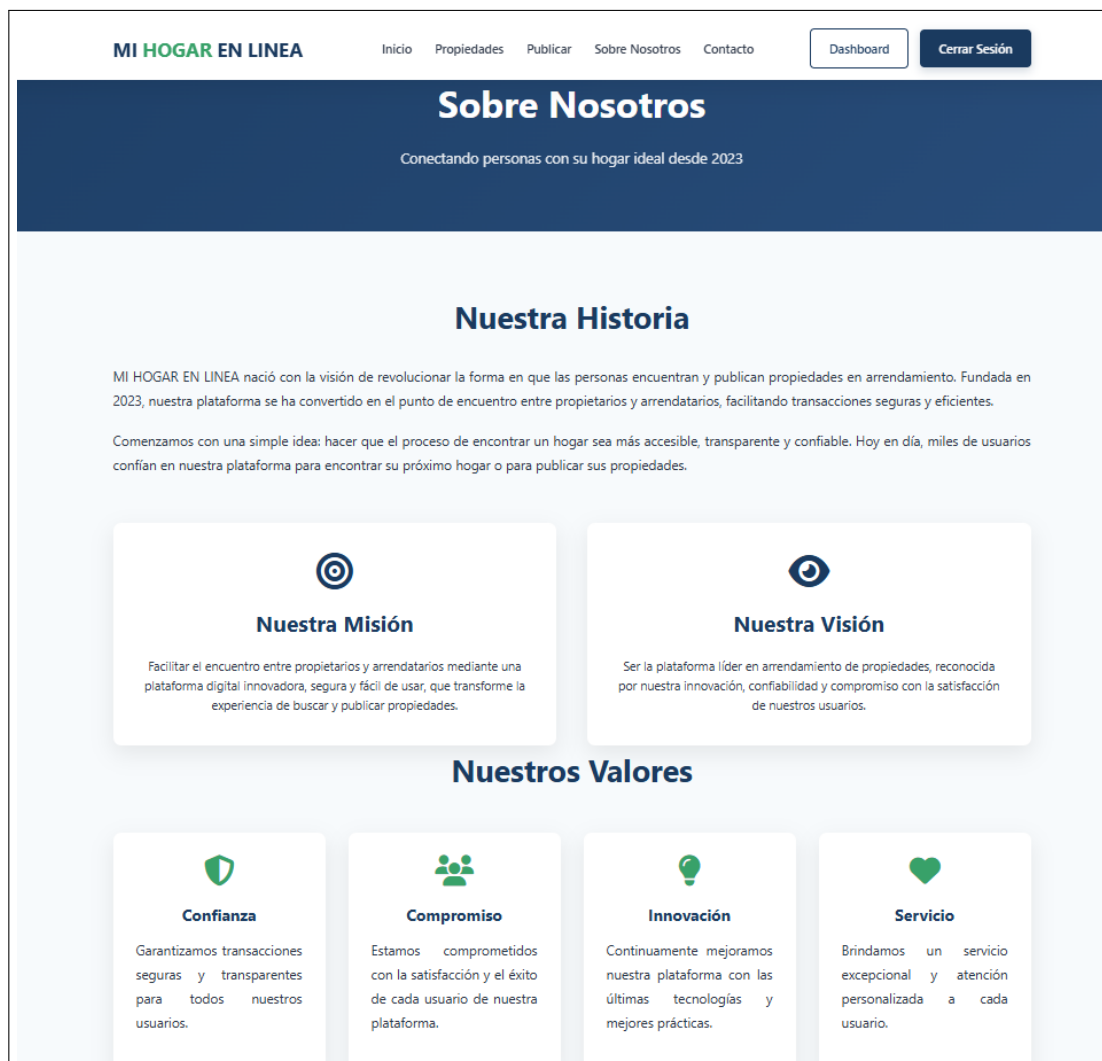 MI HOGAR EN LINEA
Inicio Propiedades Publicar Sobre Nosotros Contacto Dashboard Cerrar Sesión
Sobre Nosotros
Conectando personas con su hogar ideal desde 2023
Nuestra Historia
MI HOGAR EN LINEA nació con la visión de revolucionar la forma en que las personas encuentran y publican propiedades en arrendamiento. Fundada en
2023, nuestra plataforma se ha convertido en el punto de encuentro entre propietarios y arrendatarios, facilitando transacciones seguras y eficientes.
Comenzamos con una simple idea: hacer que el proceso de encontrar un hogar sea más accesible, transparente y confiable. Hoy en día, miles de usuarios
confían en nuestra plataforma para encontrar su próximo hogar o para publicar sus propiedades.
Nuestra Misión
Facilitar el encuentro entre propietarios y arrendatarios mediante una
plataforma digital innovadora, segura y fácil de usar, que transforme la
experiencia de buscar y publicar propiedades.
Nuestra Visión
Ser la plataforma líder en arrendamiento de propiedades, reconocida
por nuestra innovación, confiabilidad y compromiso con la satisfacción
de nuestros usuarios.
Nuestros Valores
Confianza
Garantizamos transacciones
seguras y transparentes
para todos nuestros
usuarios.
Compromiso
Estamos comprometidos
con la satisfacción y el éxito
de cada usuario de nuestra
plataforma.
Innovación
Continuamente mejoramos
nuestra plataforma con las
últimas tecnologías y
mejores prácticas.
Servicio
Brindamos un servicio
excepcional y atención
personalizada a cada
usuario.